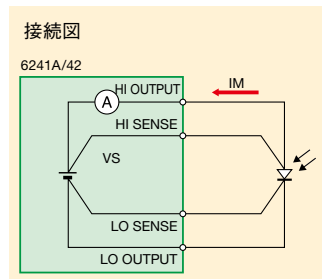 接続図
6241A/42
HI OUTPUT
IM
A
HI SENSE
VS
LO SENSE
LO OUTPUT